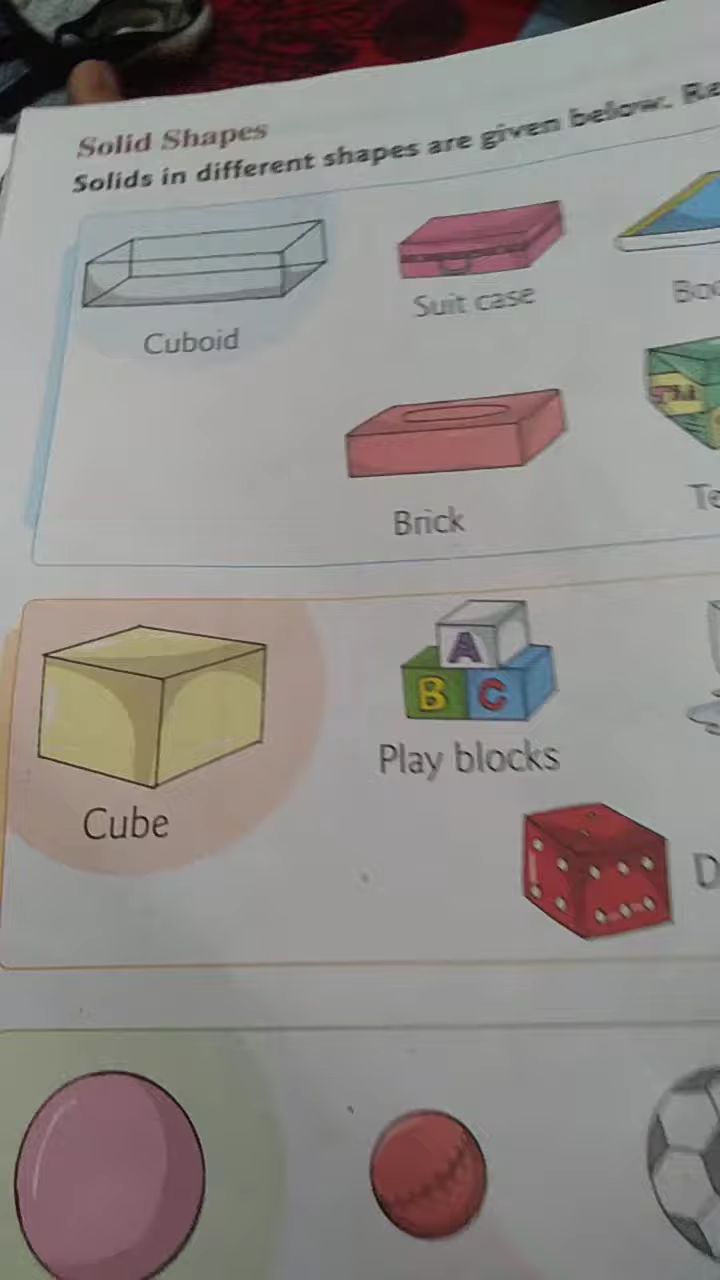 Solid Shapes
Solids in different shapes are given below.
Cuboid
Suit case
Brick
Cube
A
B C
Play blocks